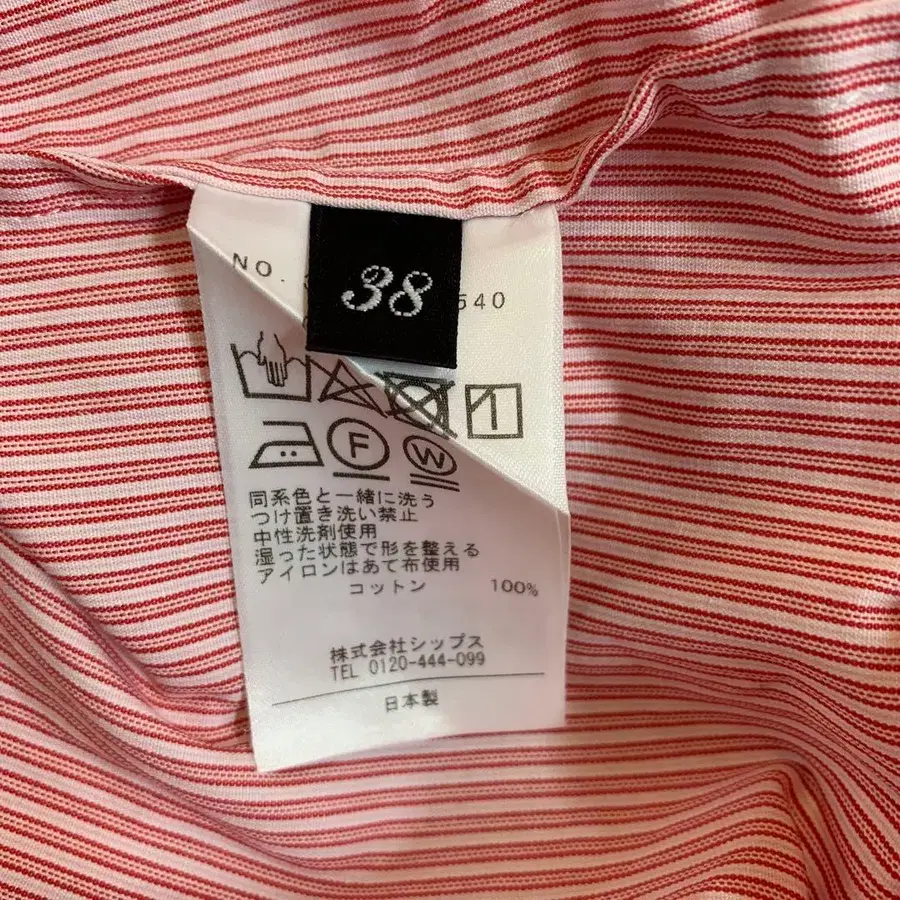 NO.
38
540
F
W
同系色と一緒に洗う
つけ置き洗い禁止
中性洗剤使用
湿った状態で形を整える
アイロンはあて布使用
コットン 100%
株式会社シップス
TEL 0120-444-099
日本製